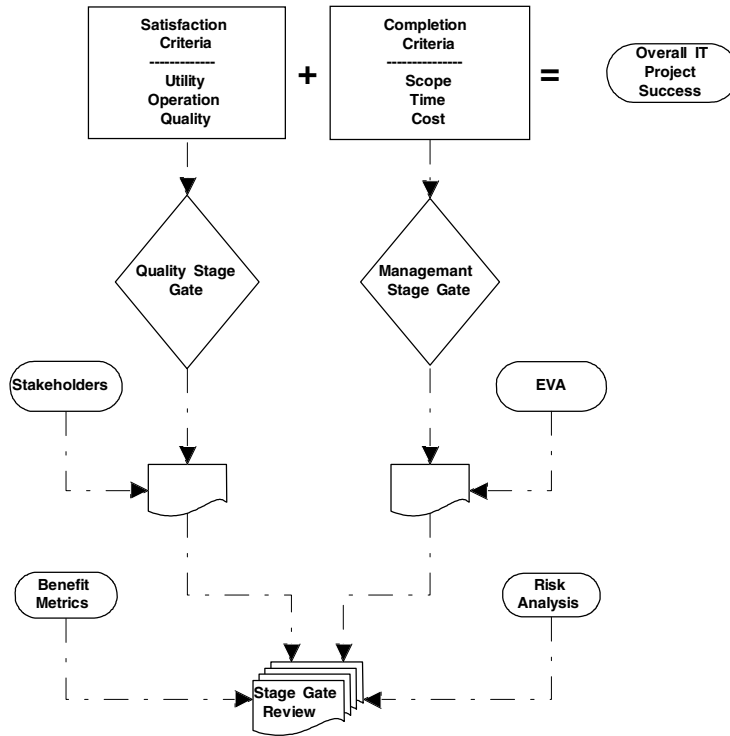 Satisfaction
Criteria
--------------
Utility
Operation
Quality
+
Completion
Criteria
---------------
Scope
Time
Cost
=
Overall IT
Project
Success
Quality Stage
Gate
Managemant
Stage Gate
Stakeholders
EVA
Benefit
Metrics
Risk
Analysis
Stage Gate
Review